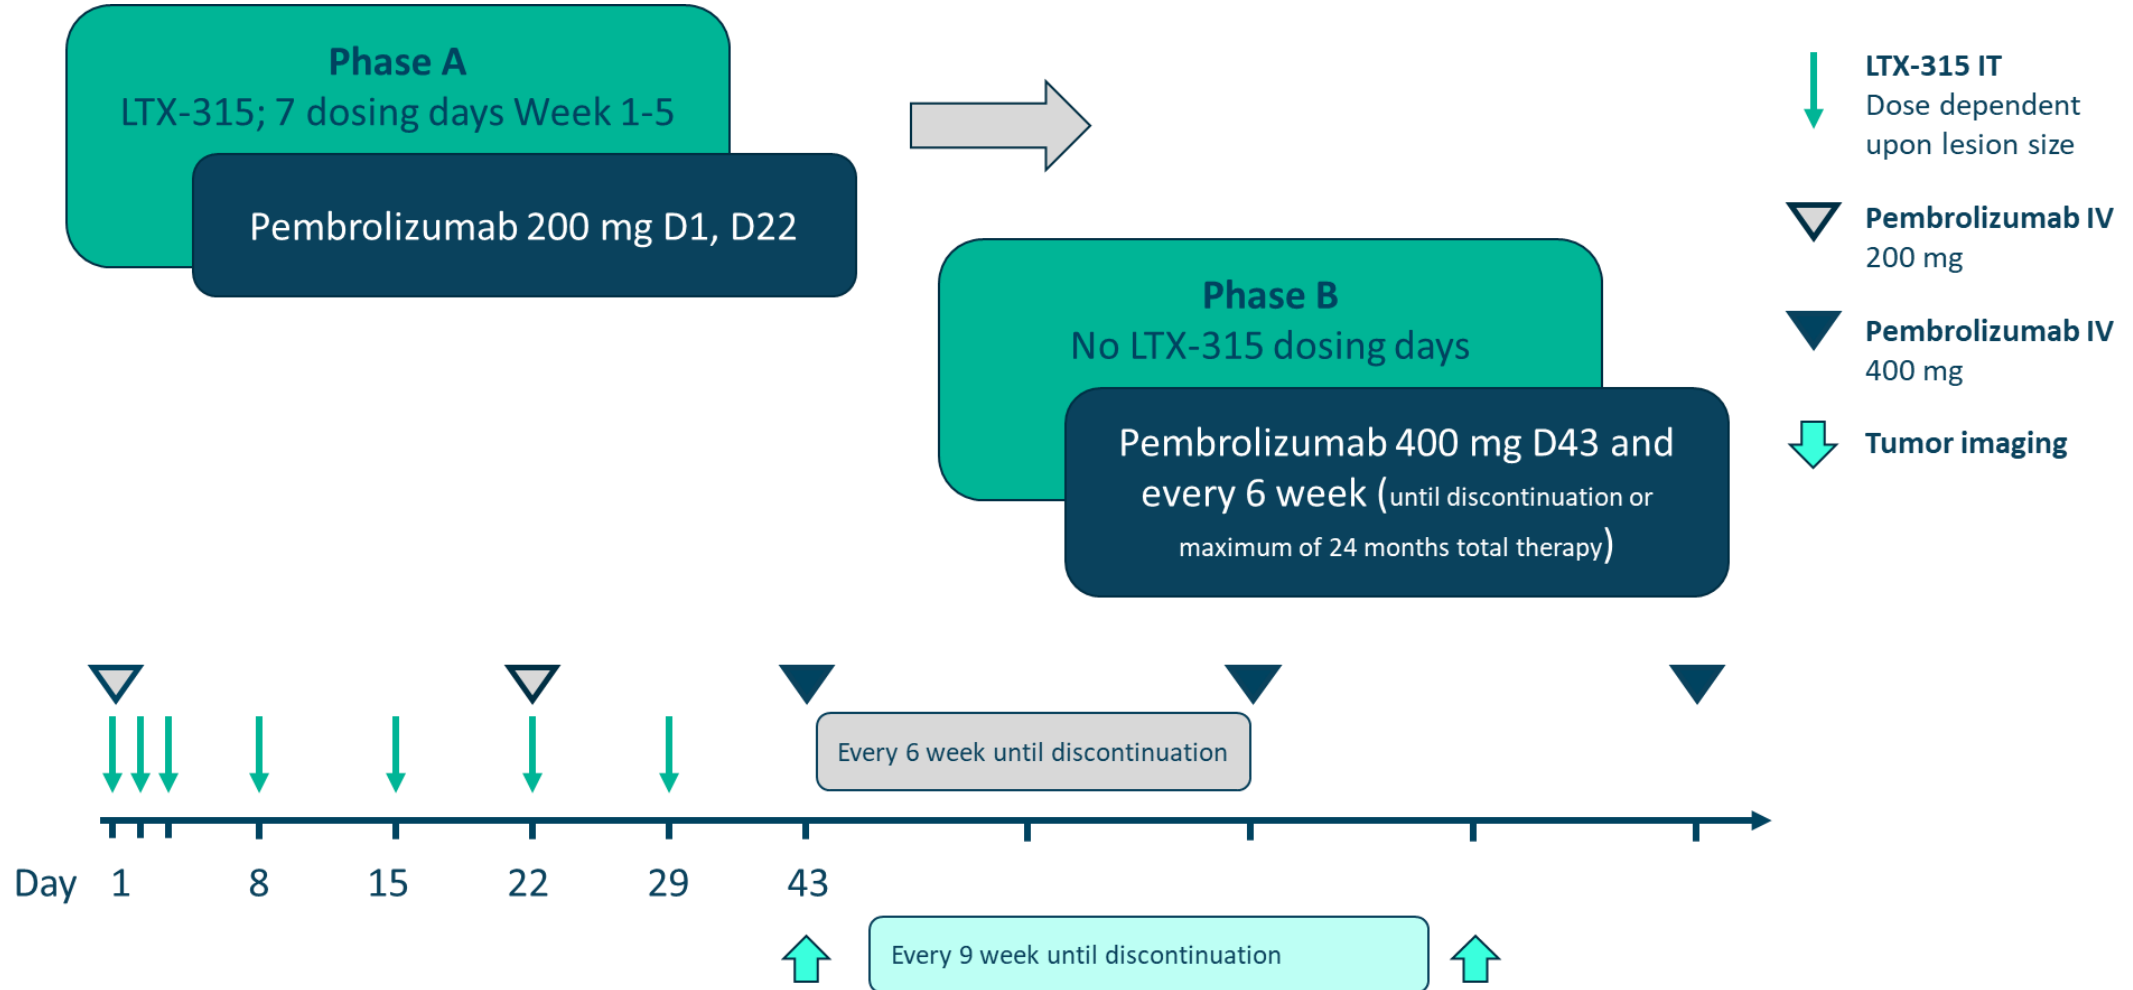 Phase A
LTX-315; 7 dosing days Week 1-5
Pembrolizumab 200 mg D1, D22
Phase B
No LTX-315 dosing days
Pembrolizumab 400 mg D43 and
every 6 week (until discontinuation or
maximum of 24 months total therapy)
LTX-315 IT
Dose dependent
upon lesion size
Pembrolizumab IV
200 mg
Pembrolizumab IV
400 mg
Tumor imaging
Every 6 week until discontinuation
Day 1 8 15 22 29 43
Every 9 week until discontinuation